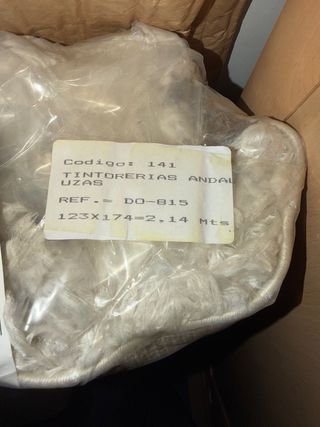 Codigo: 141
TINTORERIAS ANDAL
UZAS
REF.= DO-815
123X174=2,14 Mts